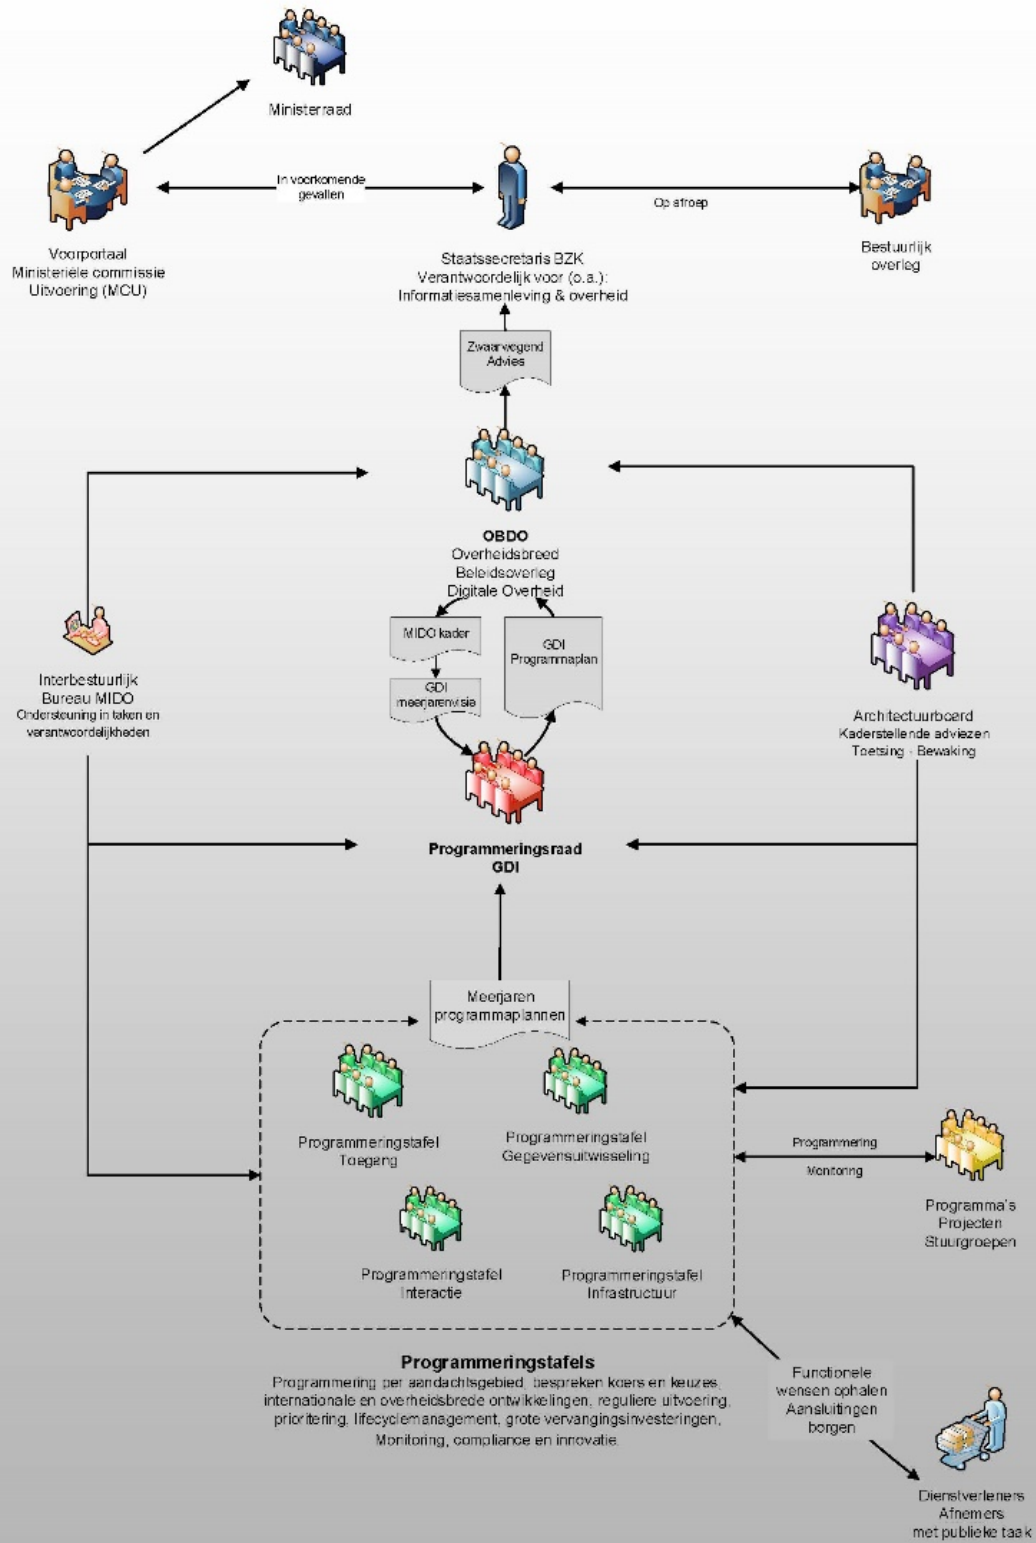 Ministerraad
In voorkomende
gevallen
Op afroep
Voorportaal
Ministeriële commissie
Uitvoering (MCU)
Staatssecretaris BZK
Verantwoordelijk voor (o.a.):
Informatiesamenleving & overheid
Bestuurlijk
overleg
Zwaarwegend
Advies
OBDO
Overheidsbreed
Beleidsoverleg
Digitale Overheid
MIDO kader
GDI
meerjarenvisie
GDI
Programmaplan
Interbestuurlijk
Bureau MIDO
Ondersteuning in taken en
verantwoordelijkheden
Architectuurboard
Kaderstellende adviezen
Toetsing - Bewaking
Programmeringsraad
GDI
Meerjaren
programmaplannen
Programmeringstafel
Toegang
Programmeringstafel
Gegevensuitwisseling
Programmeringstafel
Interactie
Programmeringstafel
Infrastructuur
Programmering
Monitoring
Programma's
Projecten
Stuurgroepen
Programmeringstafels
Programmering per aandachtsgebied, bespreken koers en keuzes,
internationale en overheidsbrede ontwikkelingen, reguliere uitvoering,
prioritering, lifecyclemanagement, grote vervangingsinvesteringen,
Monitoring, compliance en innovatie.
Functionele
wensen ophalen
Aansluitingen
borgen
Dienstverleners
Afnemers
met publieke taak